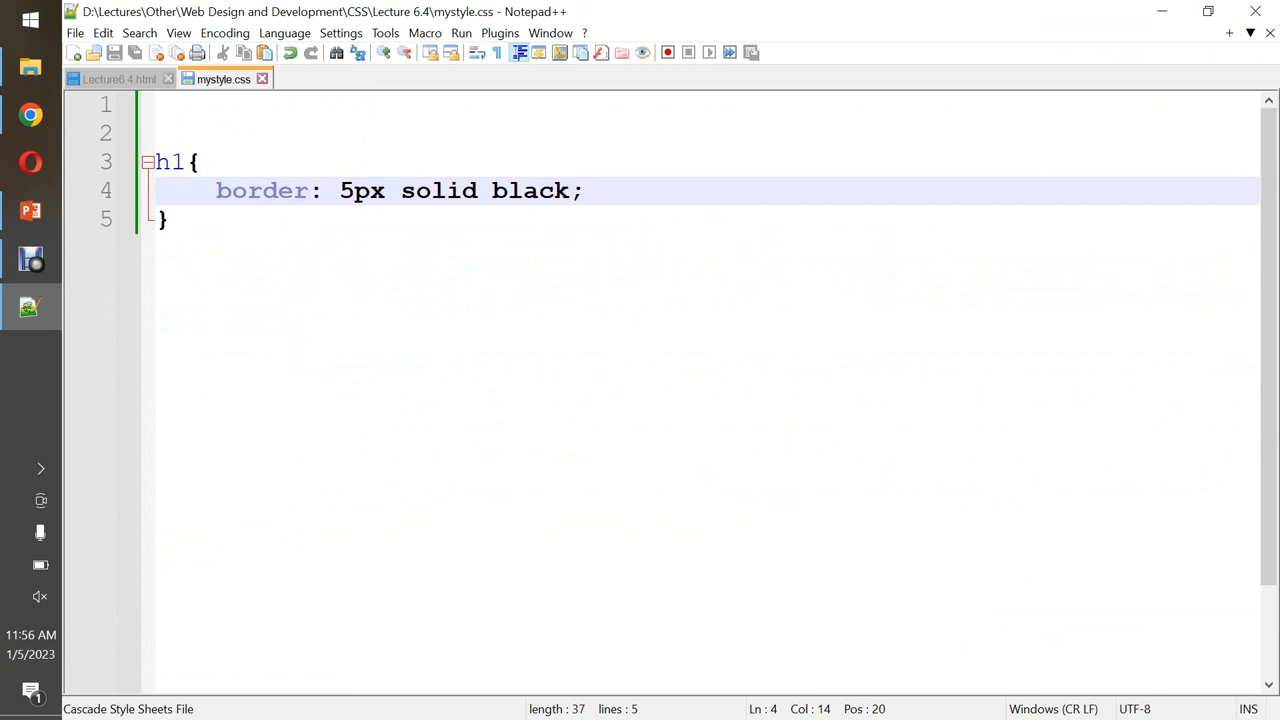 D:\Lectures\Other\Web Design and Development\CSS\Lecture 6.4\mystyle.css - Notepad++
File Edit Search View Encoding Language Settings Tools Macro Run Plugins Window ?
Lecture6.4.html mystyle.css
1
2
3 h1{
4 border: 5px solid black;
5 }
11:56 AM
1/5/2023
1
Cascade Style Sheets File length : 37 lines : 5 Ln : 4 Col : 14 Pos : 20 Windows (CR LF) UTF-8 INS